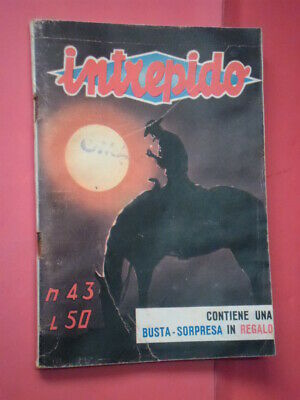 intrepido
n 43
L 50
CONTIENE UNA
BUSTA-SORPRESA IN REGALO